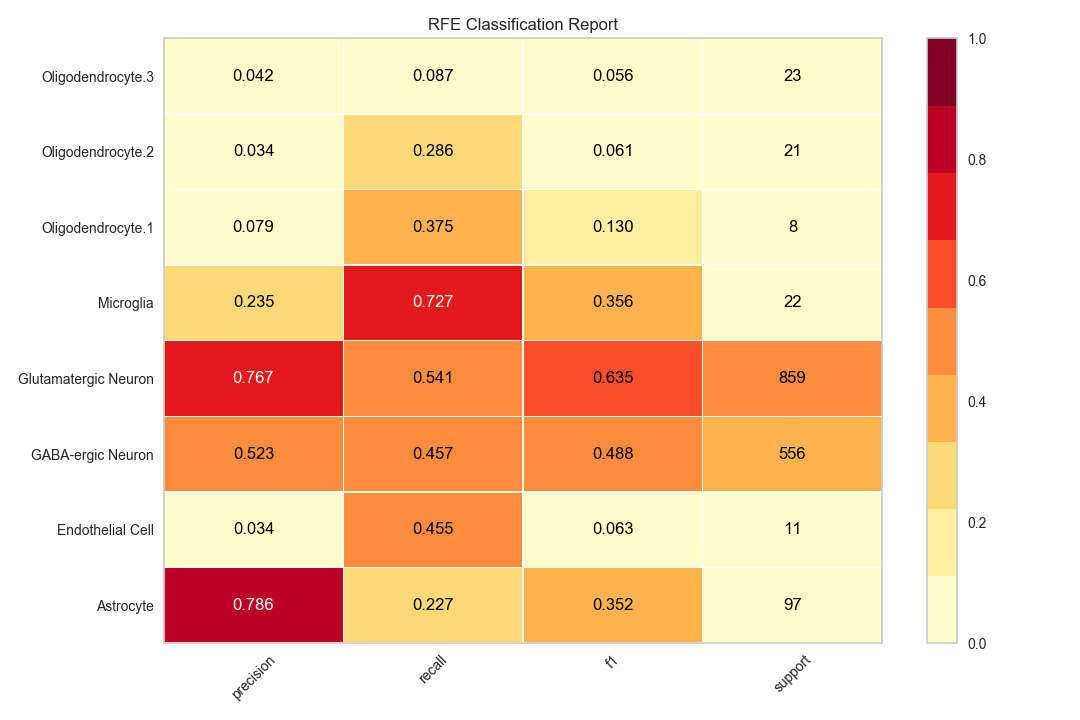 RFE Classification Report
Oligodendrocyte.3 0.042 0.087 0.056 23
Oligodendrocyte.2 0.034 0.286 0.061 21
Oligodendrocyte.1 0.079 0.375 0.130 8
Microglia 0.235 0.727 0.356 22
Glutamatergic Neuron 0.767 0.541 0.635 859
GABA-ergic Neuron 0.523 0.457 0.488 556
Endothelial Cell 0.034 0.455 0.063 11
Astrocyte 0.786 0.227 0.352 97
precision recall f1 support
1.0
0.8
0.6
0.4
0.2
0.0